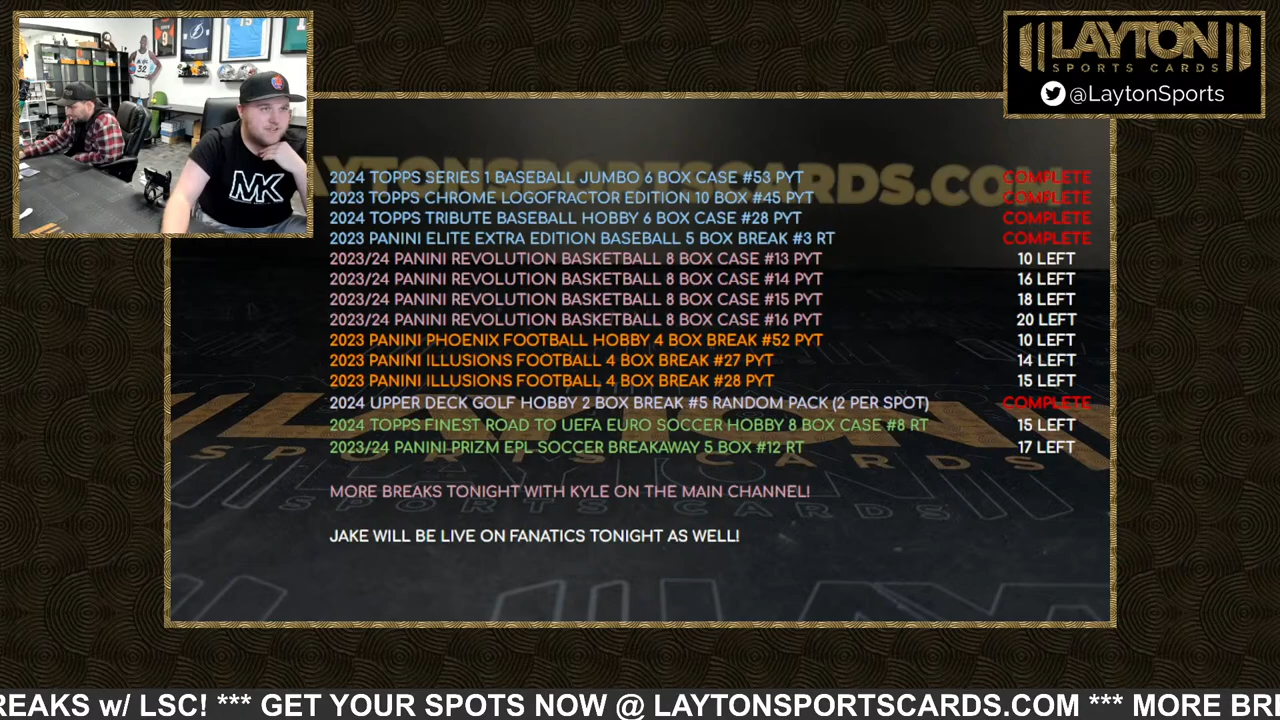 LAYTON
SPORTS CARDS
@LaytonSports
MK
2024 TOPPS SERIES 1 BASEBALL JUMBO 6 BOX CASE #53 PYT COMPLETE
2023 TOPPS CHROME LOGOFRACTOR EDITION 10 BOX #45 PYT COMPLETE
2024 TOPPS TRIBUTE BASEBALL HOBBY 6 BOX CASE #28 PYT COMPLETE
2023 PANINI ELITE EXTRA EDITION BASEBALL 5 BOX BREAK #3 RT COMPLETE
2023/24 PANINI REVOLUTION BASKETBALL 8 BOX CASE #13 PYT 10 LEFT
2023/24 PANINI REVOLUTION BASKETBALL 8 BOX CASE #14 PYT 16 LEFT
2023/24 PANINI REVOLUTION BASKETBALL 8 BOX CASE #15 PYT 18 LEFT
2023/24 PANINI REVOLUTION BASKETBALL 8 BOX CASE #16 PYT 20 LEFT
2023 PANINI PHOENIX FOOTBALL HOBBY 4 BOX BREAK #52 PYT 10 LEFT
2023 PANINI ILLUSIONS FOOTBALL 4 BOX BREAK #27 PYT 14 LEFT
2023 PANINI ILLUSIONS FOOTBALL 4 BOX BREAK #28 PYT 15 LEFT
2024 UPPER DECK GOLF HOBBY 2 BOX BREAK #5 RANDOM PACK (2 PER SPOT) COMPLETE
2024 TOPPS FINEST ROAD TO UEFA EURO SOCCER HOBBY 8 BOX CASE #8 RT 15 LEFT
2023/24 PANINI PRIZM EPL SOCCER BREAKAWAY 5 BOX #12 RT 17 LEFT
MORE BREAKS TONIGHT WITH KYLE ON THE MAIN CHANNEL!
JAKE WILL BE LIVE ON FANATICS TONIGHT AS WELL!
REAKS w/ LSC! *** GET YOUR SPOTS NOW @ LAYTONSPORTSCARDS.COM *** MORE BRE